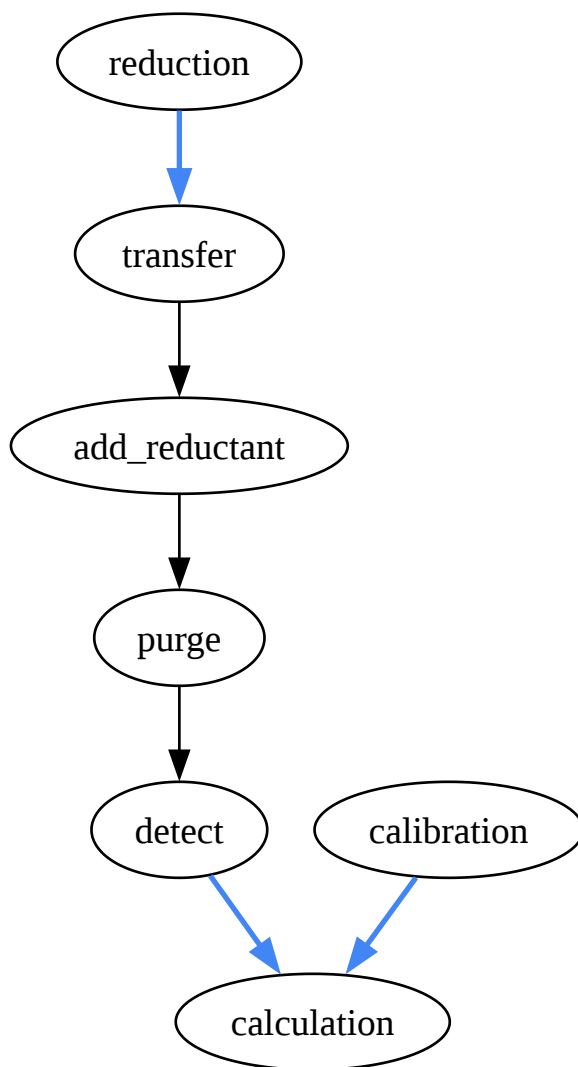 reduction
transfer
add_reductant
purge
detect
calibration
calculation